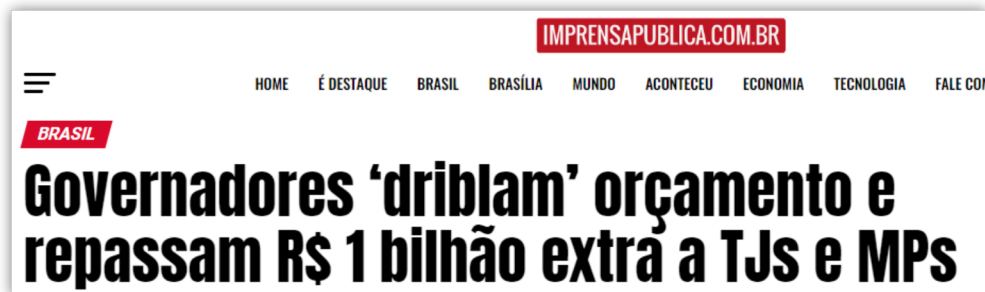 IMPRENSAPUBLICA.COM.BR
HOME É DESTAQUE BRASIL BRASÍLIA MUNDO ACONTECEU ECONOMIA TECNOLOGIA FALE
BRASIL
Governadores ‘driblam’ orçamento e
repassam R$ 1 bilhão extra a TJs e MPs